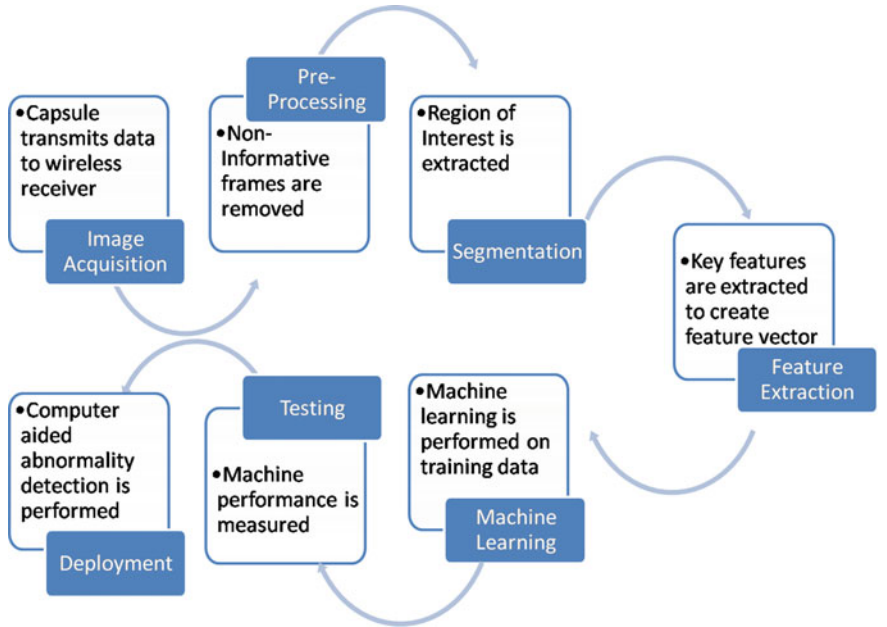 •Capsule
transmits data
to wireless
receiver
Image
Acquisition
Pre-
Processing
•Non-
Informative
frames are
removed
•Region of
Interest is
extracted
Segmentation
•Key features
are extracted
to create
feature vector
Feature
Extraction
•Machine
learning is
performed on
training data
Machine
Learning
Testing
•Machine
performance is
measured
•Computer
aided
abnormality
detection is
performed
Deployment